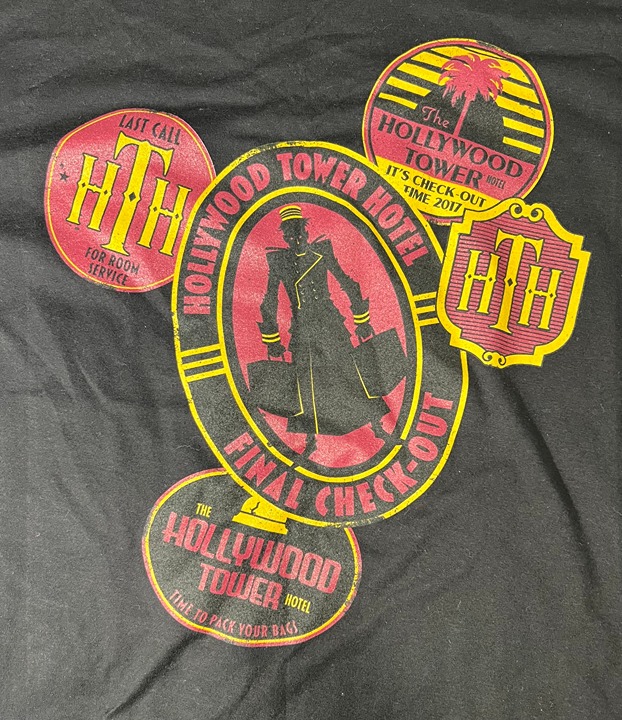 The
HOLLYWOOD
TOWER HOTEL
IT'S CHECK-OUT
TIME 2017
LAST CALL
HTH
FOR ROOM
SERVICE
HOLLYWOOD TOWER HOTEL
FINAL CHECK-OUT
HTH
THE
HOLLYWOOD
TOWER HOTEL
TIME TO PACK YOUR BAGS